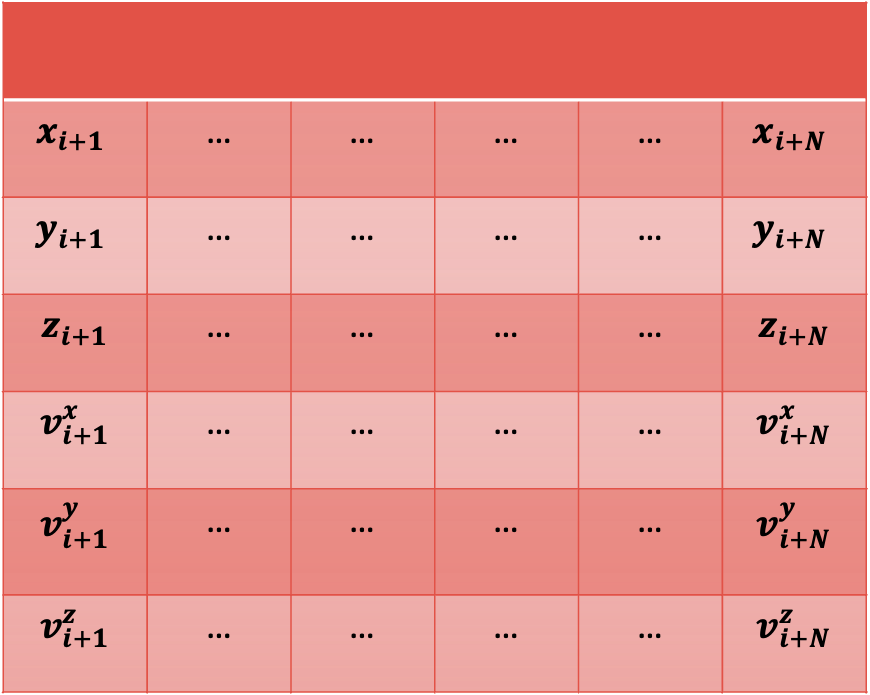 x_{i+1} ... ... ... ... x_{i+N}
y_{i+1} ... ... ... ... y_{i+N}
z_{i+1} ... ... ... ... z_{i+N}
v^x_{i+1} ... ... ... ... v^x_{i+N}
v^y_{i+1} ... ... ... ... v^y_{i+N}
v^z_{i+1} ... ... ... ... v^z_{i+N}